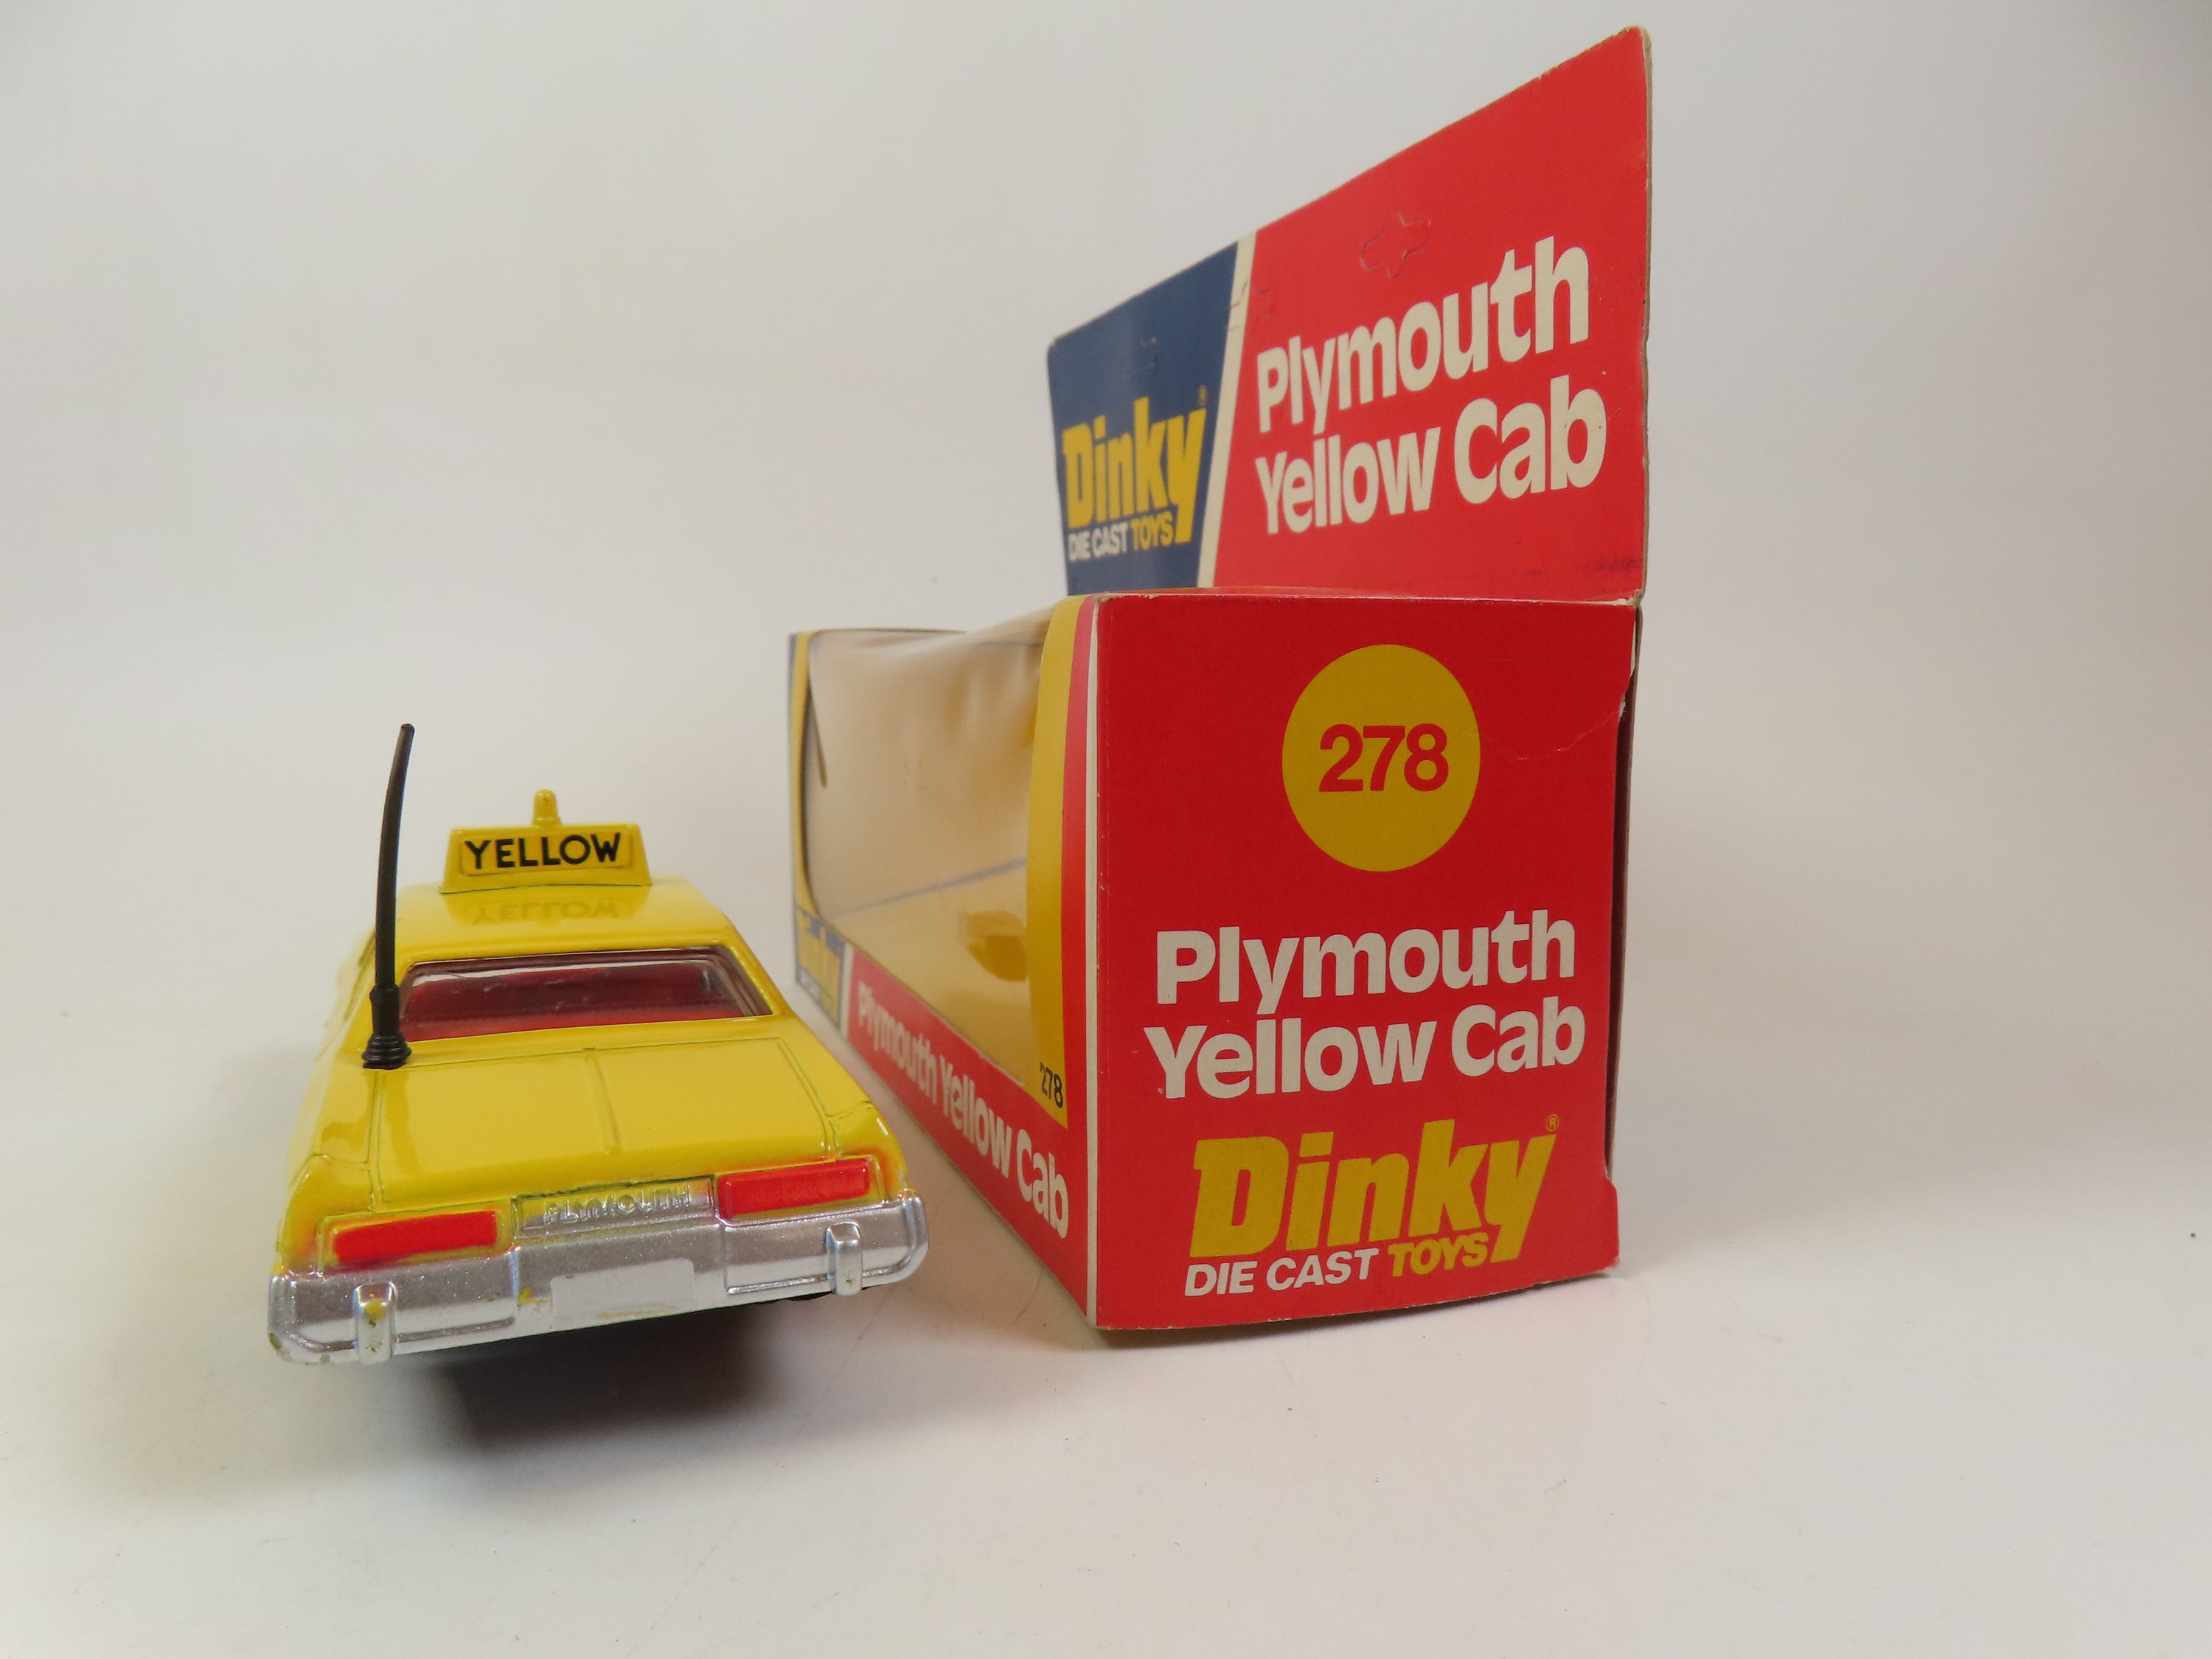 Dinky®
DIE CAST TOYS
Plymouth
Yellow Cab
278
Plymouth
Yellow Cab
Dinky®
DIE CAST TOYS
Dinky
Plymouth Yellow Cab
278
YELLOW
PLYMOUTH